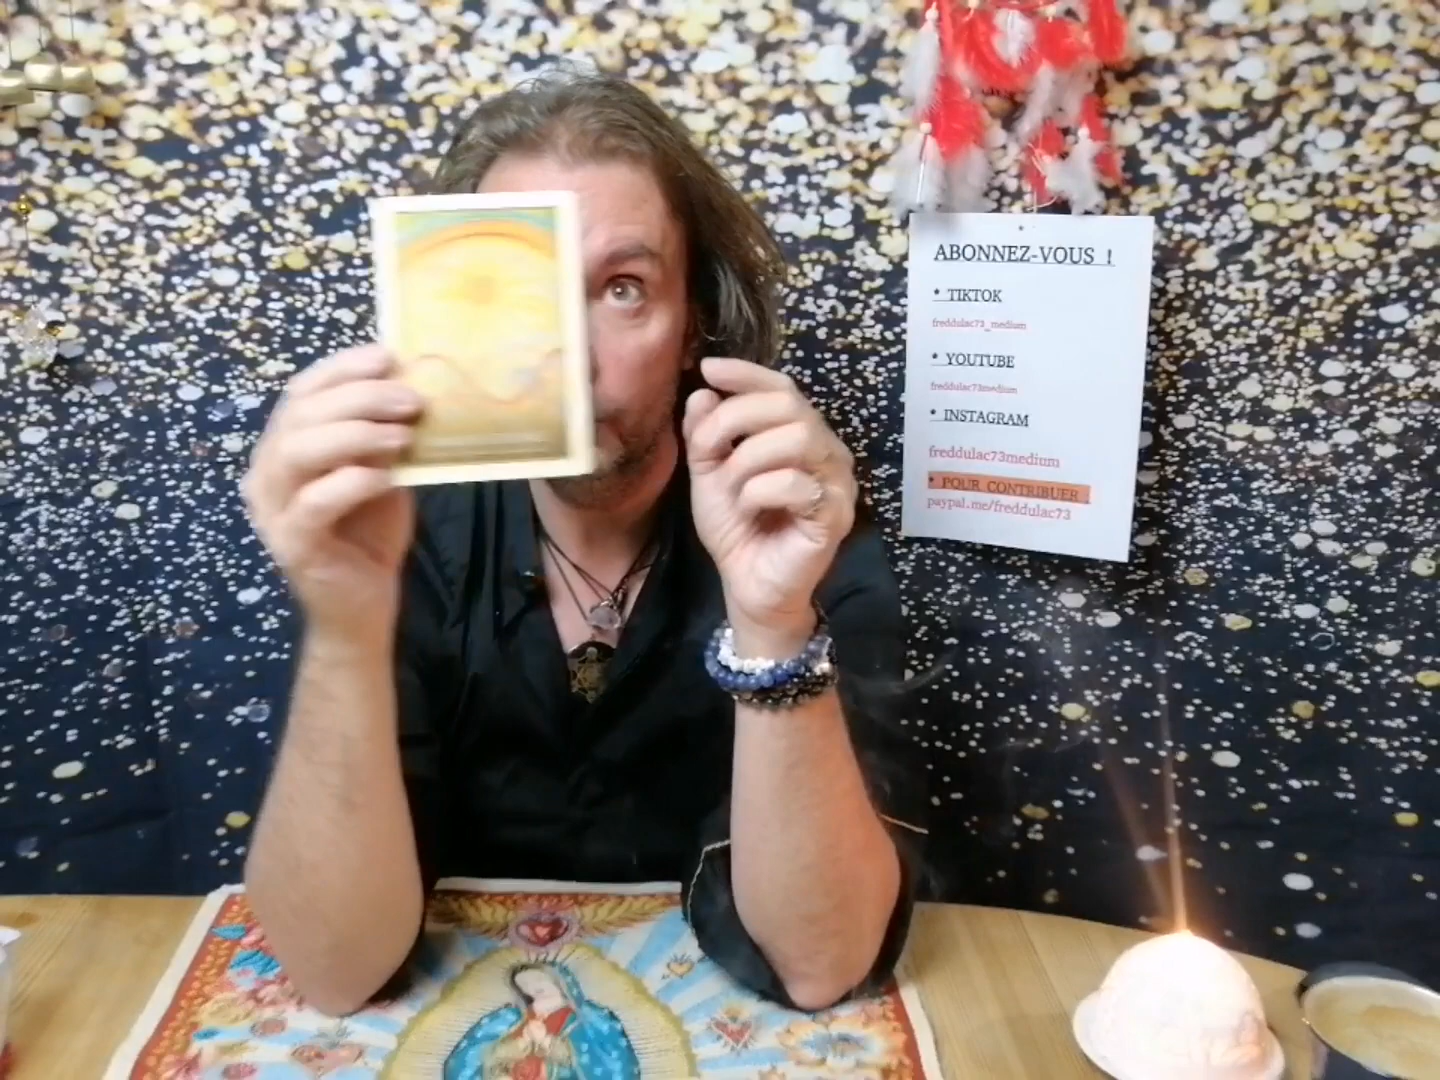 ABONNEZ-VOUS !
* TIKTOK
freddulac73_medium
* YOUTUBE
freddulac73medium
* INSTAGRAM
freddulac73medium
* POUR CONTRIBUER :
paypal.me/freddulac73